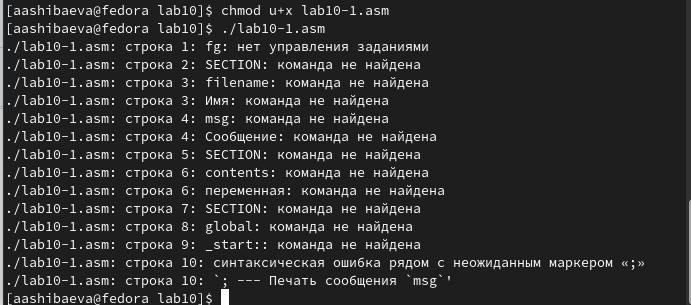 [aashibaeva@fedora lab10]$ chmod u+x lab10-1.asm
[aashibaeva@fedora lab10]$ ./lab10-1.asm
./lab10-1.asm: строка 1: fg: нет управления заданиями
./lab10-1.asm: строка 2: SECTION: команда не найдена
./lab10-1.asm: строка 3: filename: команда не найдена
./lab10-1.asm: строка 3: Имя: команда не найдена
./lab10-1.asm: строка 4: msg: команда не найдена
./lab10-1.asm: строка 4: Сообщение: команда не найдена
./lab10-1.asm: строка 5: SECTION: команда не найдена
./lab10-1.asm: строка 6: contents: команда не найдена
./lab10-1.asm: строка 6: переменная: команда не найдена
./lab10-1.asm: строка 7: SECTION: команда не найдена
./lab10-1.asm: строка 8: global: команда не найдена
./lab10-1.asm: строка 9: _start:: команда не найдена
./lab10-1.asm: строка 10: синтаксическая ошибка рядом с неожиданным маркером «;»
./lab10-1.asm: строка 10: `; --- Печать сообщения `msg`'
[aashibaeva@fedora lab10]$